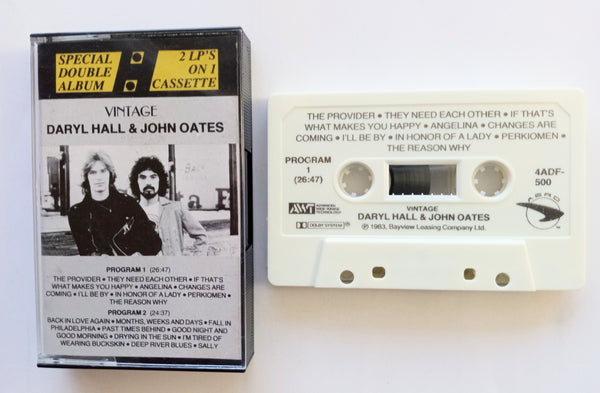 SPECIAL
DOUBLE
ALBUM
2 LP'S
ON 1
CASSETTE
VINTAGE
DARYL HALL & JOHN OATES
PROGRAM 1 (26:47)
THE PROVIDER • THEY NEED EACH OTHER • IF THAT'S
WHAT MAKES YOU HAPPY • ANGELINA • CHANGES ARE
COMING • I'LL BE BY • IN HONOR OF A LADY • PERKIOMEN •
THE REASON WHY
PROGRAM 2 (24:37)
BACK IN LOVE AGAIN • MONTHS, WEEKS AND DAYS • FALL IN
PHILADELPHIA • PAST TIMES BEHIND • GOOD NIGHT AND
GOOD MORNING • DRYING IN THE SUN • I'M TIRED OF
WEARING BUCKSKIN • DEEP RIVER BLUES • SALLY
THE PROVIDER • THEY NEED EACH OTHER • IF THAT'S
WHAT MAKES YOU HAPPY • ANGELINA • CHANGES ARE
COMING • I'LL BE BY • IN HONOR OF A LADY • PERKIOMEN •
THE REASON WHY
PROGRAM
1
(26:47)
4ADF-
500
AWR
ADVANCED
WIDE RANGE
TECHNOLOGY
DOLBY SYSTEM
VINTAGE
DARYL HALL & JOHN OATES
℗ 1983, Bayview Leasing Company Ltd.